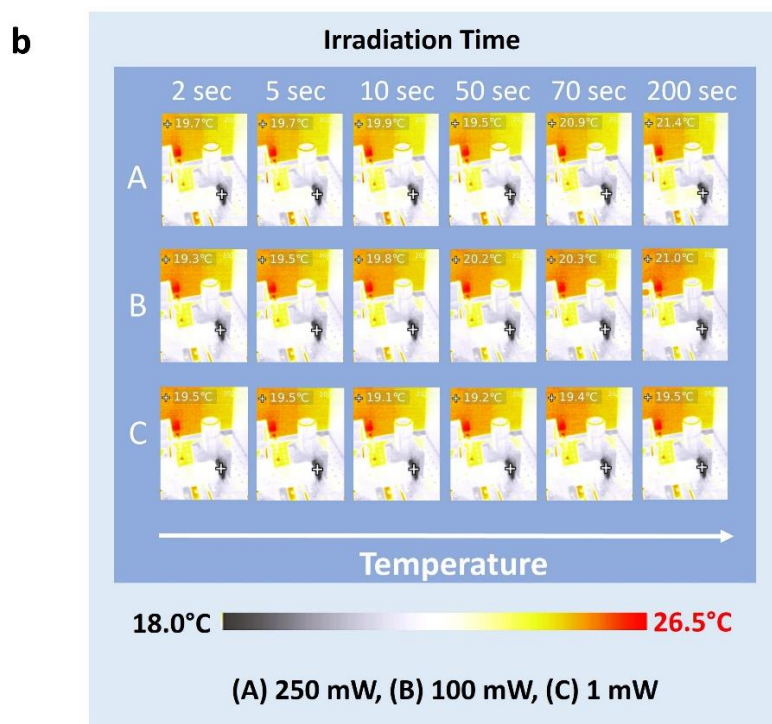 b
Irradiation Time
2 sec 5 sec 10 sec 50 sec 70 sec 200 sec
19.7°C 19.7°C 19.9°C 19.5°C 20.9°C 21.4°C
A
19.3°C 19.5°C 19.8°C 20.2°C 20.3°C 21.0°C
B
19.5°C 19.5°C 19.1°C 19.2°C 19.4°C 19.5°C
C
Temperature
18.0°C 26.5°C
(A) 250 mW, (B) 100 mW, (C) 1 mW